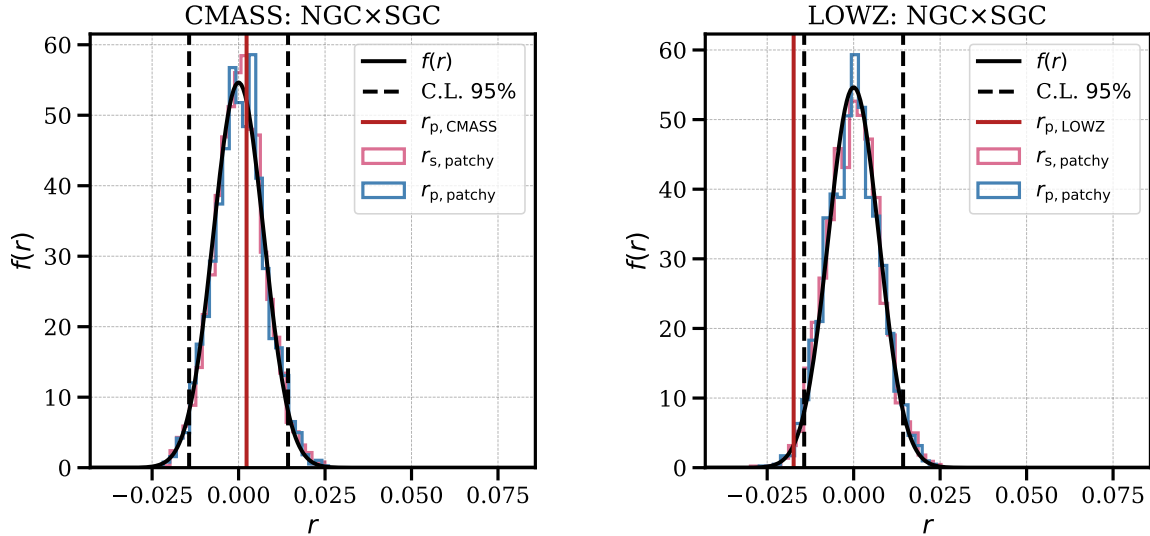 CMASS: NGC×SGC
f(r)
60
50
40
30
20
10
0
−0.025 0.000 0.025 0.050 0.075
r
f(r)
C.L. 95%
r_p, CMASS
r_s, patchy
r_p, patchy
LOWZ: NGC×SGC
f(r)
60
50
40
30
20
10
0
−0.025 0.000 0.025 0.050 0.075
r
f(r)
C.L. 95%
r_p, LOWZ
r_s, patchy
r_p, patchy